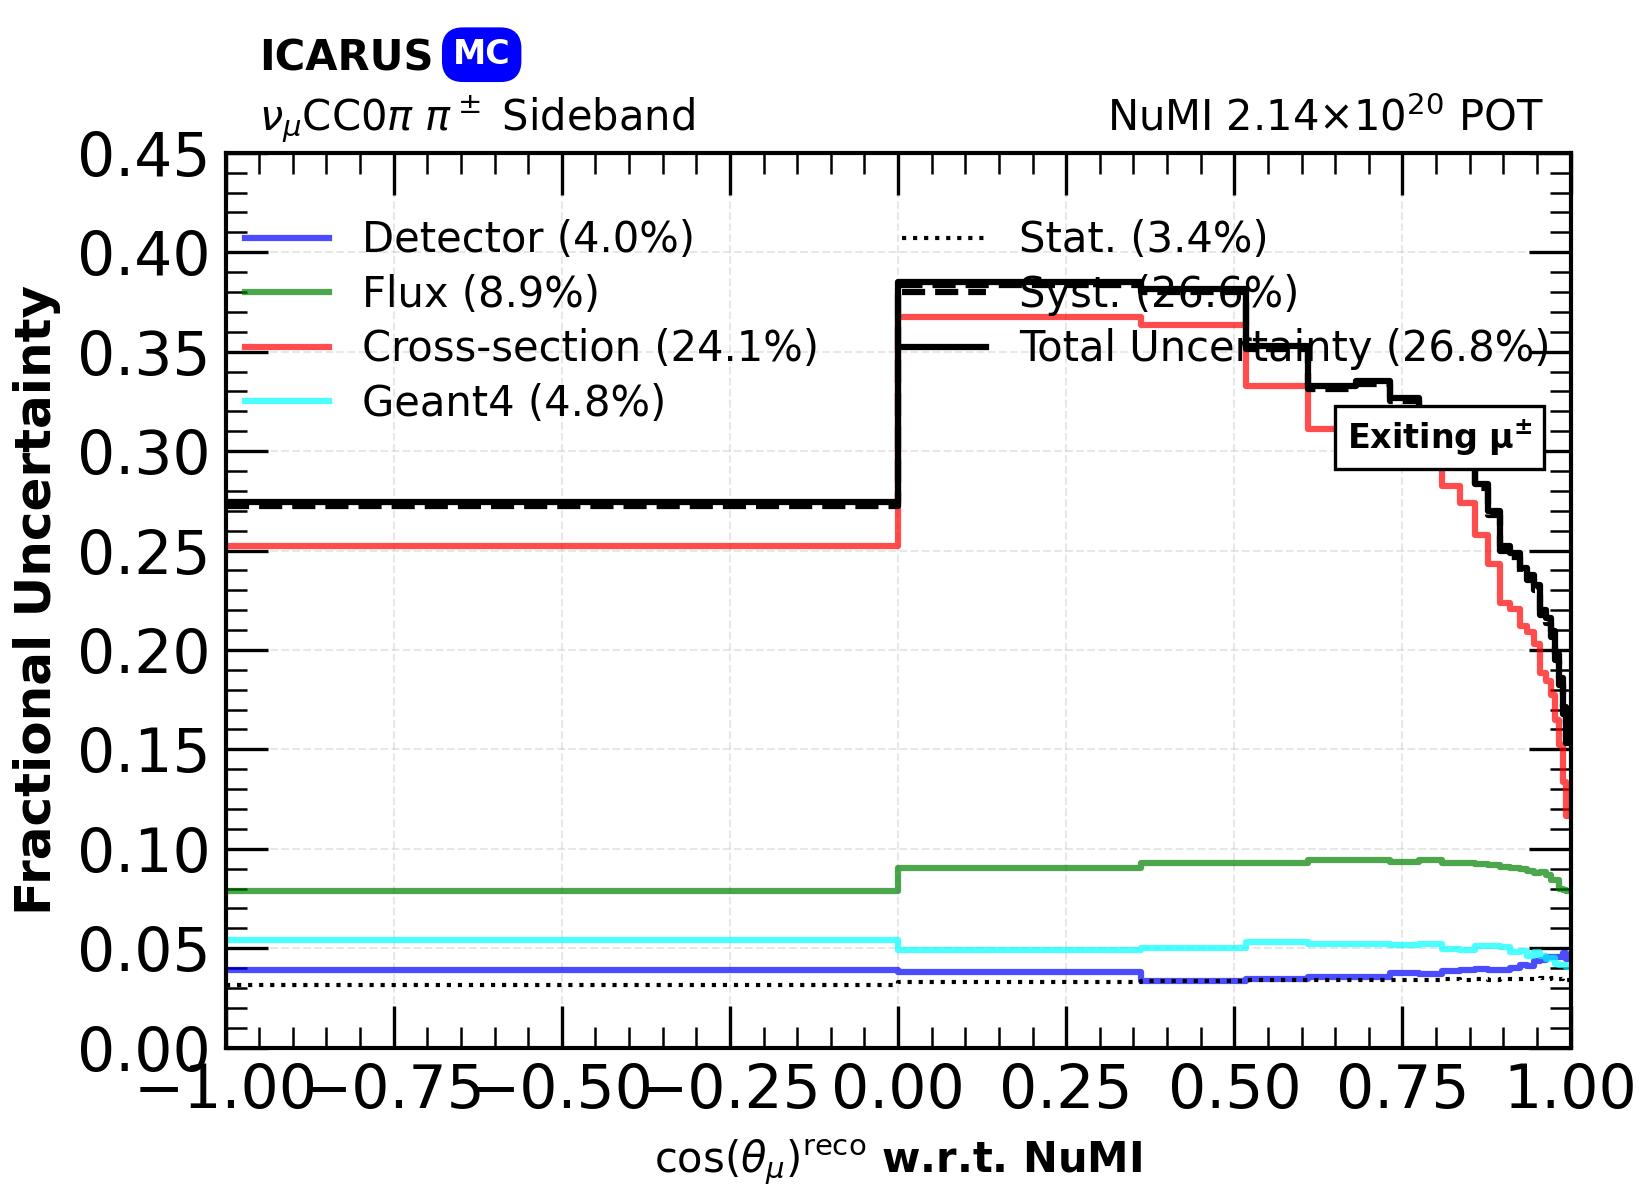 ICARUS MC
νμCC0π π± Sideband
NuMI 2.14×10²⁰ POT
Detector (4.0%)
Flux (8.9%)
Cross-section (24.1%)
Geant4 (4.8%)
Stat. (3.4%)
Syst. (26.6%)
Total Uncertainty (26.8%)
Exiting μ±
Fractional Uncertainty
0.45
0.40
0.35
0.30
0.25
0.20
0.15
0.10
0.05
0.00
−1.00 −0.75 −0.50 −0.25 0.00 0.25 0.50 0.75 1.00
cos(θμ)reco w.r.t. NuMI